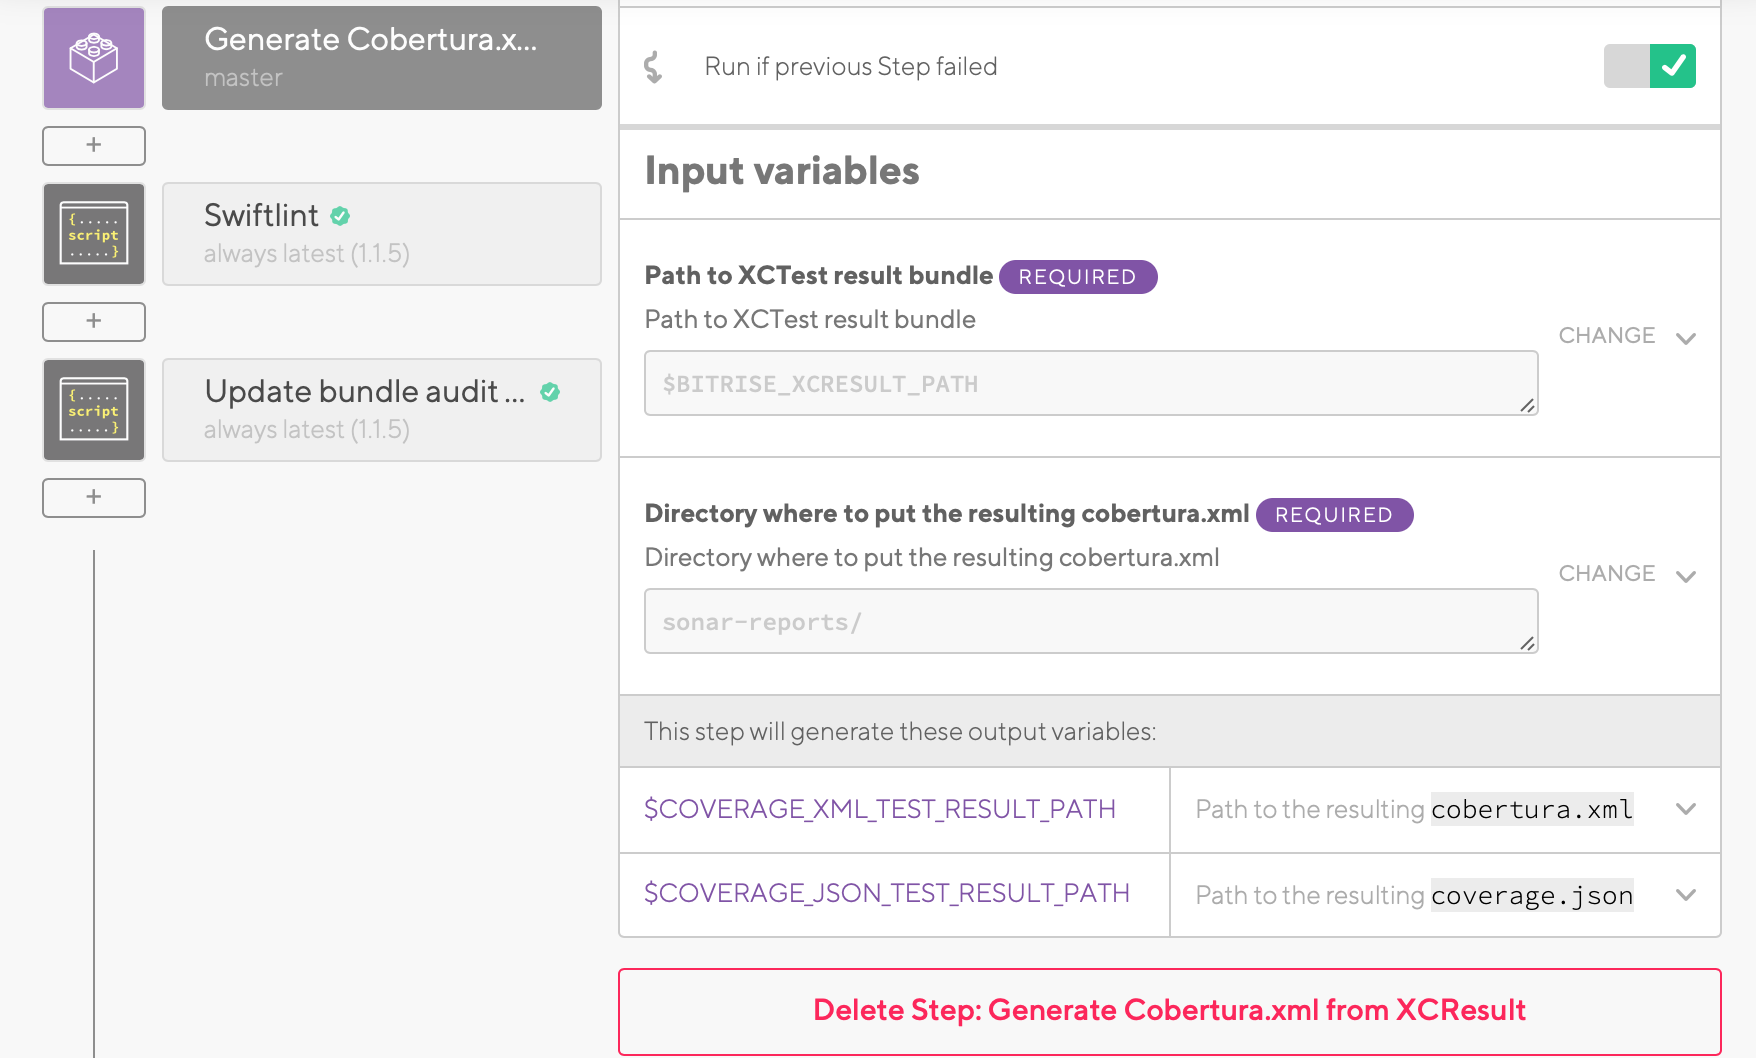 Generate Cobertura.x...
master
+
{.....
script
.....}
Swiftlint
always latest (1.1.5)
+
{.....
script
.....}
Update bundle audit ...
always latest (1.1.5)
+
Run if previous Step failed
Input variables
Path to XCTest result bundle REQUIRED
Path to XCTest result bundle
CHANGE
$BITRISE_XCRESULT_PATH
Directory where to put the resulting cobertura.xml REQUIRED
Directory where to put the resulting cobertura.xml
CHANGE
sonar-reports/
This step will generate these output variables:
$COVERAGE_XML_TEST_RESULT_PATH Path to the resulting cobertura.xml
$COVERAGE_JSON_TEST_RESULT_PATH Path to the resulting coverage.json
Delete Step: Generate Cobertura.xml from XCResult